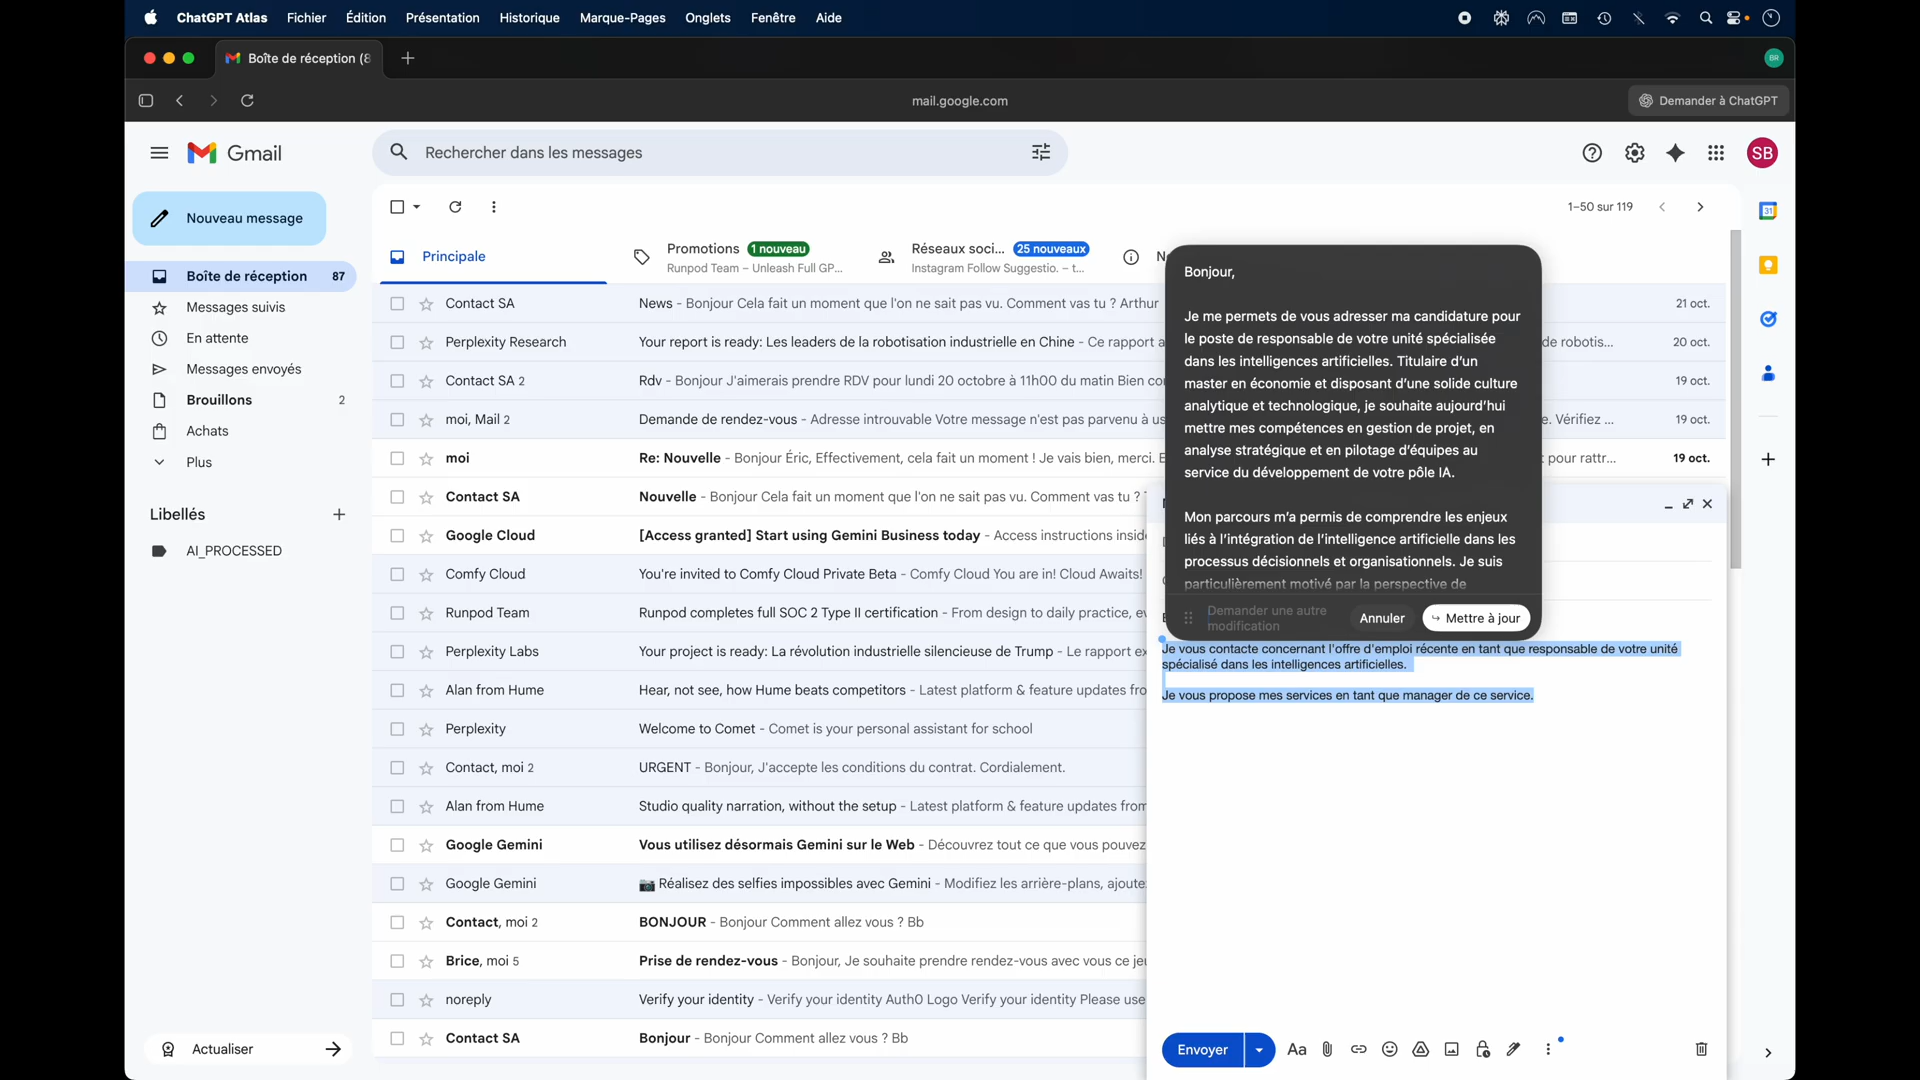 ChatGPT Atlas Fichier Édition Présentation Historique Marque-Pages Onglets Fenêtre Aide
Boîte de réception (8
BR
mail.google.com
Demander à ChatGPT
Gmail
Rechercher dans les messages
SB
Nouveau message
1–50 sur 119
Principale
Promotions 1 nouveau
Runpod Team – Unleash Full GP...
Réseaux soci... 25 nouveaux
Instagram Follow Suggestio. – t...
Boîte de réception 87
Messages suivis
En attente
Messages envoyés
Brouillons 2
Achats
Plus
Libellés
AI_PROCESSED
Actualiser
Contact SA News - Bonjour Cela fait un moment que l'on ne sait pas vu. Comment vas tu ? Arthur 21 oct.
Perplexity Research Your report is ready: Les leaders de la robotisation industrielle en Chine - Ce rapport a de robotis... 20 oct.
Contact SA 2 Rdv - Bonjour J'aimerais prendre RDV pour lundi 20 octobre à 11h00 du matin Bien co 19 oct.
moi, Mail 2 Demande de rendez-vous - Adresse introuvable Votre message n'est pas parvenu à us e. Vérifiez ... 19 oct.
moi Re: Nouvelle - Bonjour Éric, Effectivement, cela fait un moment ! Je vais bien, merci. E pour rattr... 19 oct.
Contact SA Nouvelle - Bonjour Cela fait un moment que l'on ne sait pas vu. Comment vas tu ?
Google Cloud [Access granted] Start using Gemini Business today - Access instructions insid
Comfy Cloud You're invited to Comfy Cloud Private Beta - Comfy Cloud You are in! Cloud Awaits!
Runpod Team Runpod completes full SOC 2 Type II certification - From design to daily practice, ev
Perplexity Labs Your project is ready: La révolution industrielle silencieuse de Trump - Le rapport ex
Alan from Hume Hear, not see, how Hume beats competitors - Latest platform & feature updates fro
Perplexity Welcome to Comet - Comet is your personal assistant for school
Contact, moi 2 URGENT - Bonjour, J'accepte les conditions du contrat. Cordialement.
Alan from Hume Studio quality narration, without the setup - Latest platform & feature updates from
Google Gemini Vous utilisez désormais Gemini sur le Web - Découvrez tout ce que vous pouvez
Google Gemini 📷 Réalisez des selfies impossibles avec Gemini - Modifiez les arrière-plans, ajoute
Contact, moi 2 BONJOUR - Bonjour Comment allez vous ? Bb
Brice, moi 5 Prise de rendez-vous - Bonjour, Je souhaite prendre rendez-vous avec vous ce jeu
noreply Verify your identity - Verify your identity Auth0 Logo Verify your identity Please use
Contact SA Bonjour - Bonjour Comment allez vous ? Bb
Bonjour,
Je me permets de vous adresser ma candidature pour
le poste de responsable de votre unité spécialisée
dans les intelligences artificielles. Titulaire d'un
master en économie et disposant d'une solide culture
analytique et technologique, je souhaite aujourd'hui
mettre mes compétences en gestion de projet, en
analyse stratégique et en pilotage d'équipes au
service du développement de votre pôle IA.
Mon parcours m'a permis de comprendre les enjeux
liés à l'intégration de l'intelligence artificielle dans les
processus décisionnels et organisationnels. Je suis
particulièrement motivé par la perspective de
Demander une autre
modification
Annuler
Mettre à jour
Je vous contacte concernant l'offre d'emploi récente en tant que responsable de votre unité
spécialisé dans les intelligences artificielles.
Je vous propose mes services en tant que manager de ce service.
Envoyer
Aa